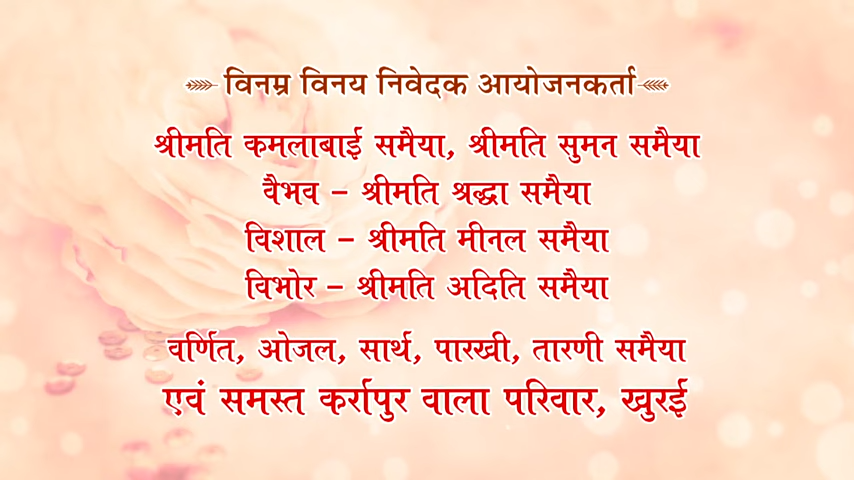 विनम्र विनय निवेदक आयोजनकर्ता
श्रीमति कमलाबाई समैया, श्रीमति सुमन समैया
वैभव – श्रीमति श्रद्धा समैया
विशाल – श्रीमति मीनल समैया
विभोर – श्रीमति अदिति समैया
वर्णित, ओजल, सार्थ, पारखी, तारणी समैया
एवं समस्त कर्रापुर वाला परिवार, खुरई